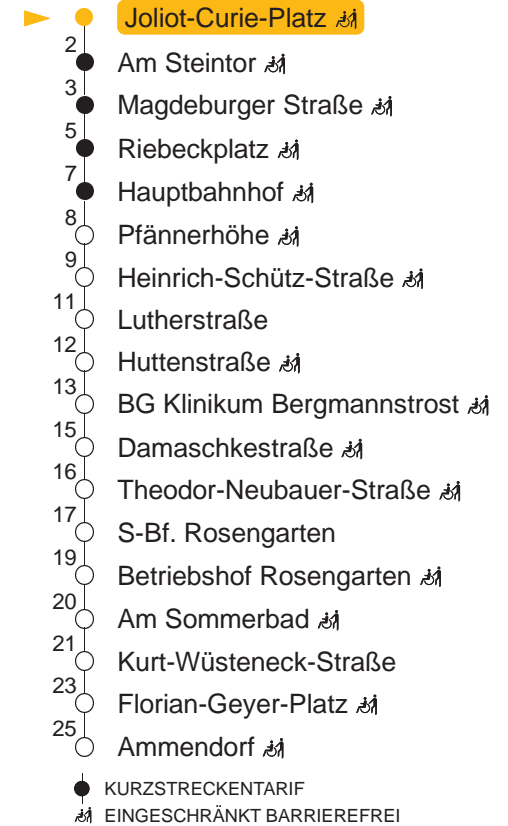 Joliot-Curie-Platz
2
Am Steintor
3
Magdeburger Straße
5
Riebeckplatz
7
Hauptbahnhof
8
Pfännerhöhe
9
Heinrich-Schütz-Straße
11
Lutherstraße
12
Huttenstraße
13
BG Klinikum Bergmannstrost
15
Damaschkestraße
16
Theodor-Neubauer-Straße
17
S-Bf. Rosengarten
19
Betriebshof Rosengarten
20
Am Sommerbad
21
Kurt-Wüsteneck-Straße
23
Florian-Geyer-Platz
25
Ammendorf
KURZSTRECKENTARIF
EINGESCHRÄNKT BARRIEREFREI